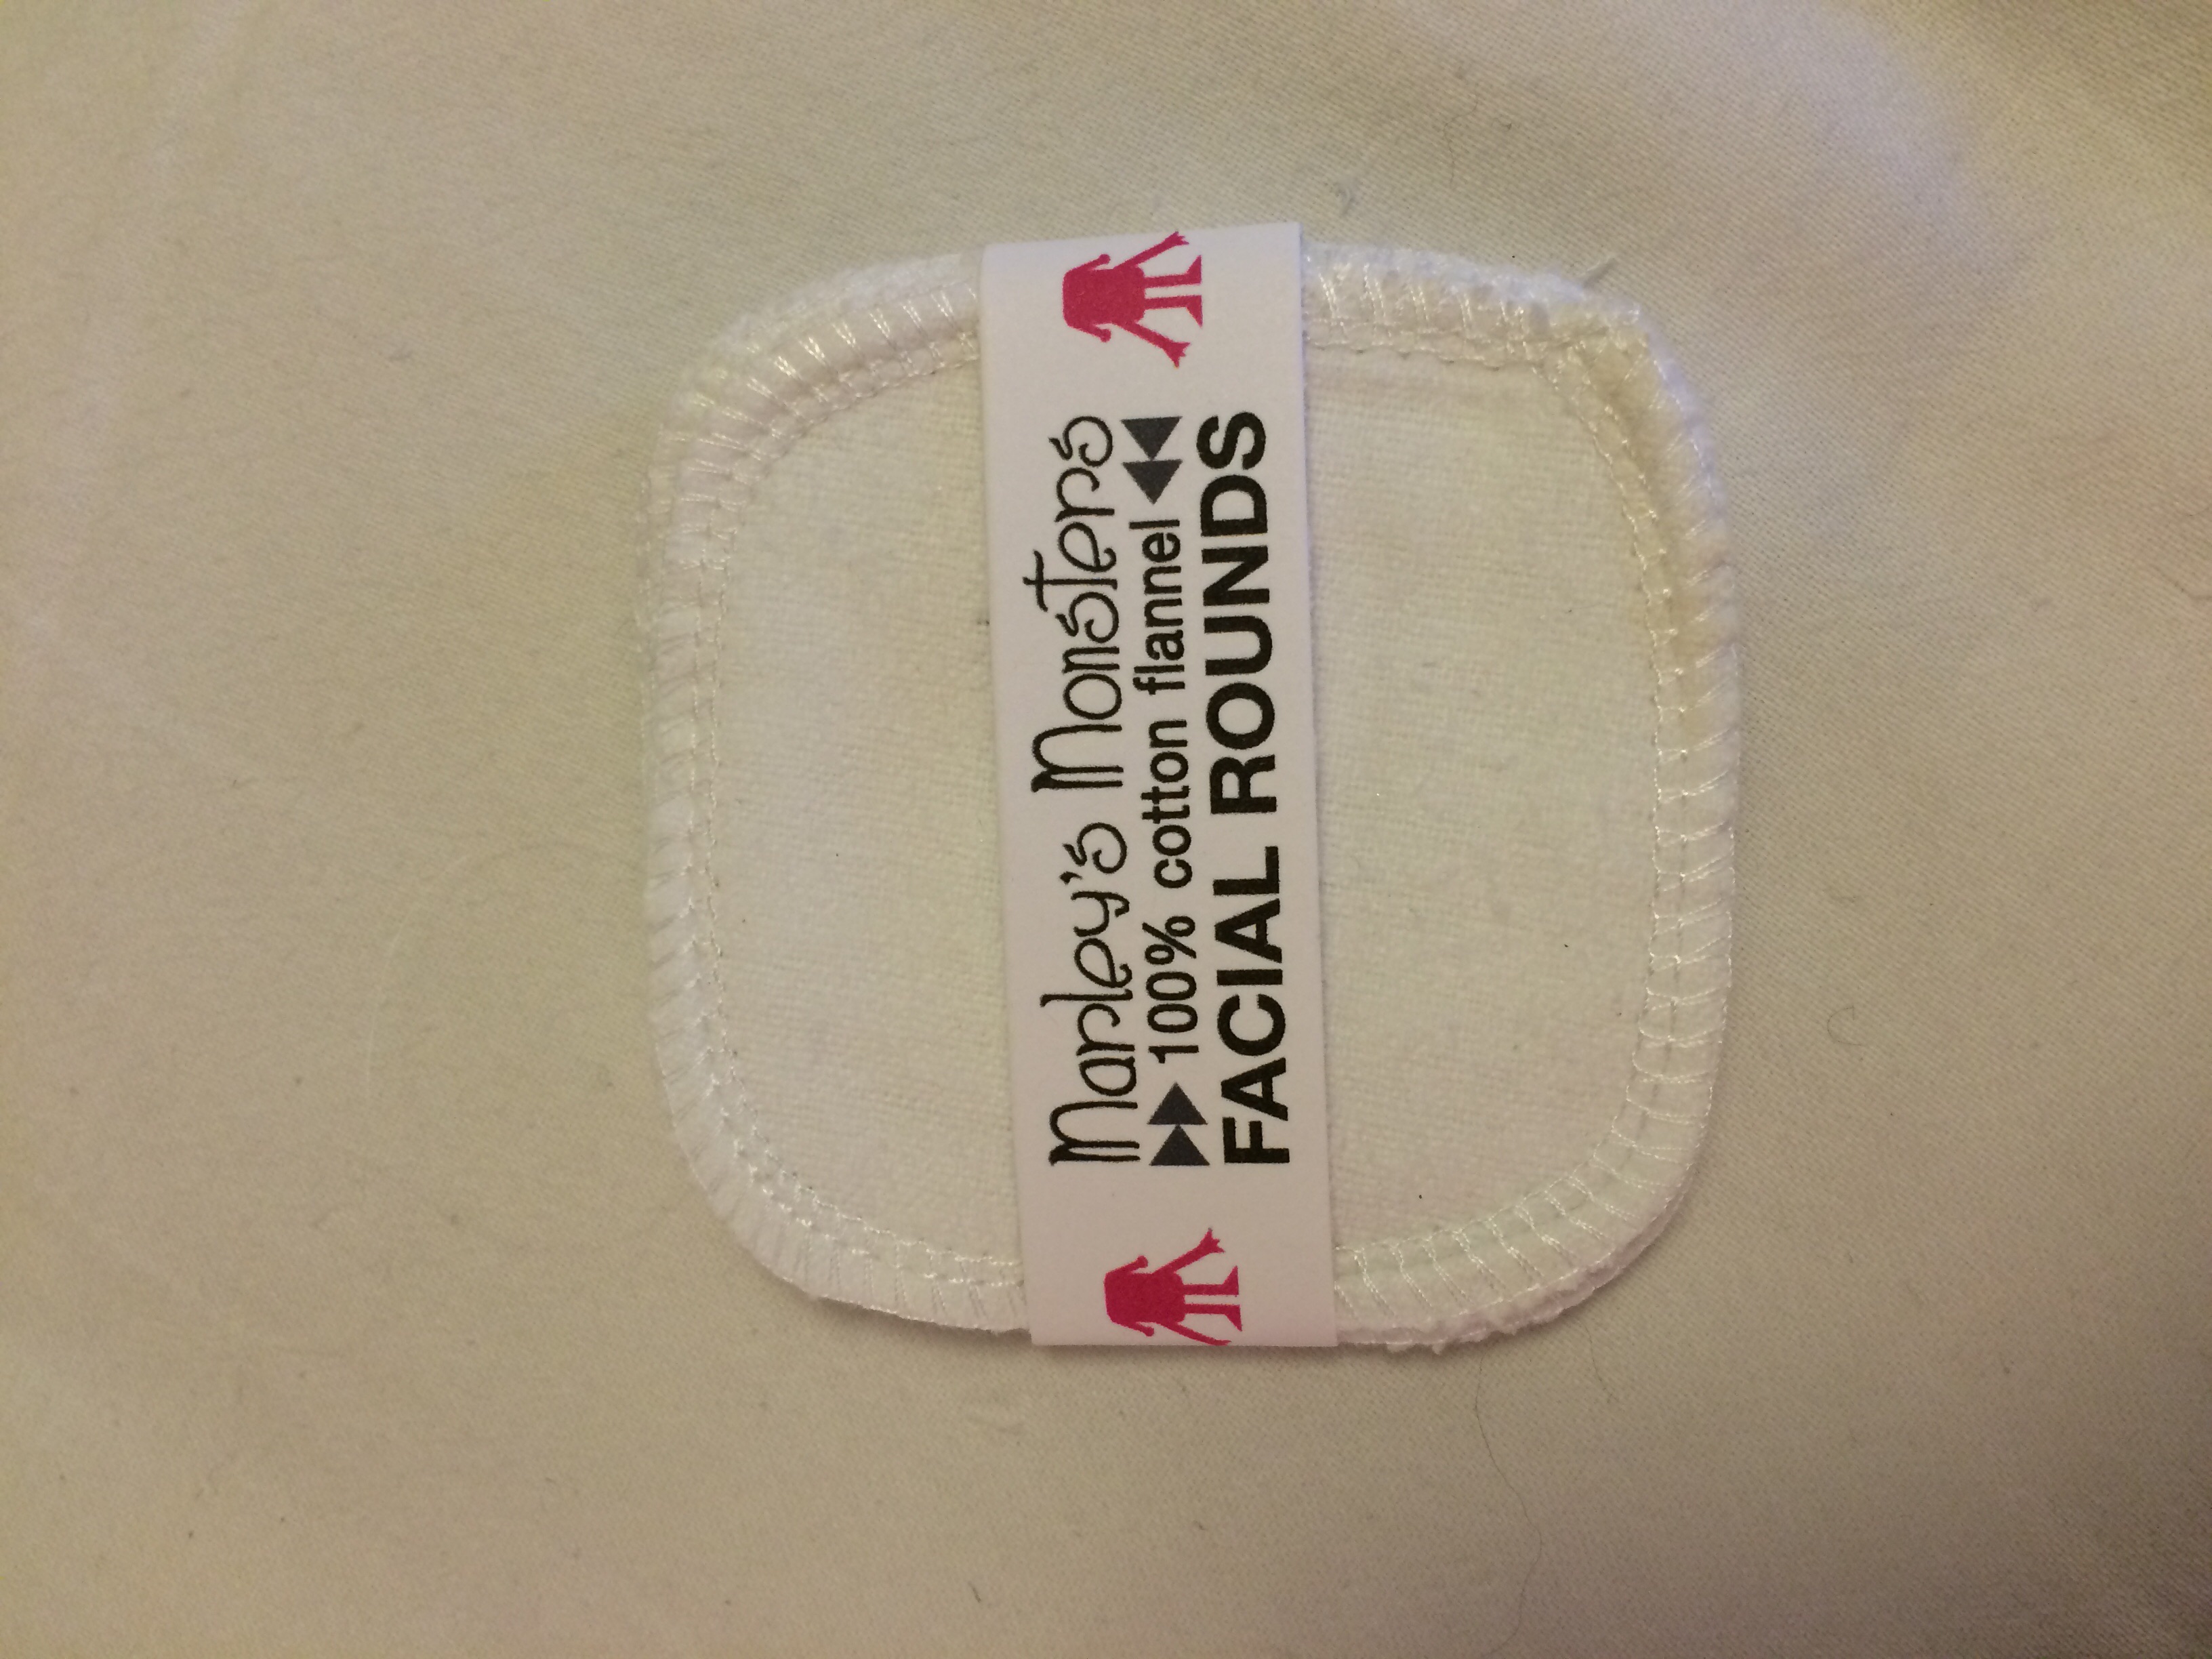 Marley's Monsters
100% cotton flannel
FACIAL ROUNDS